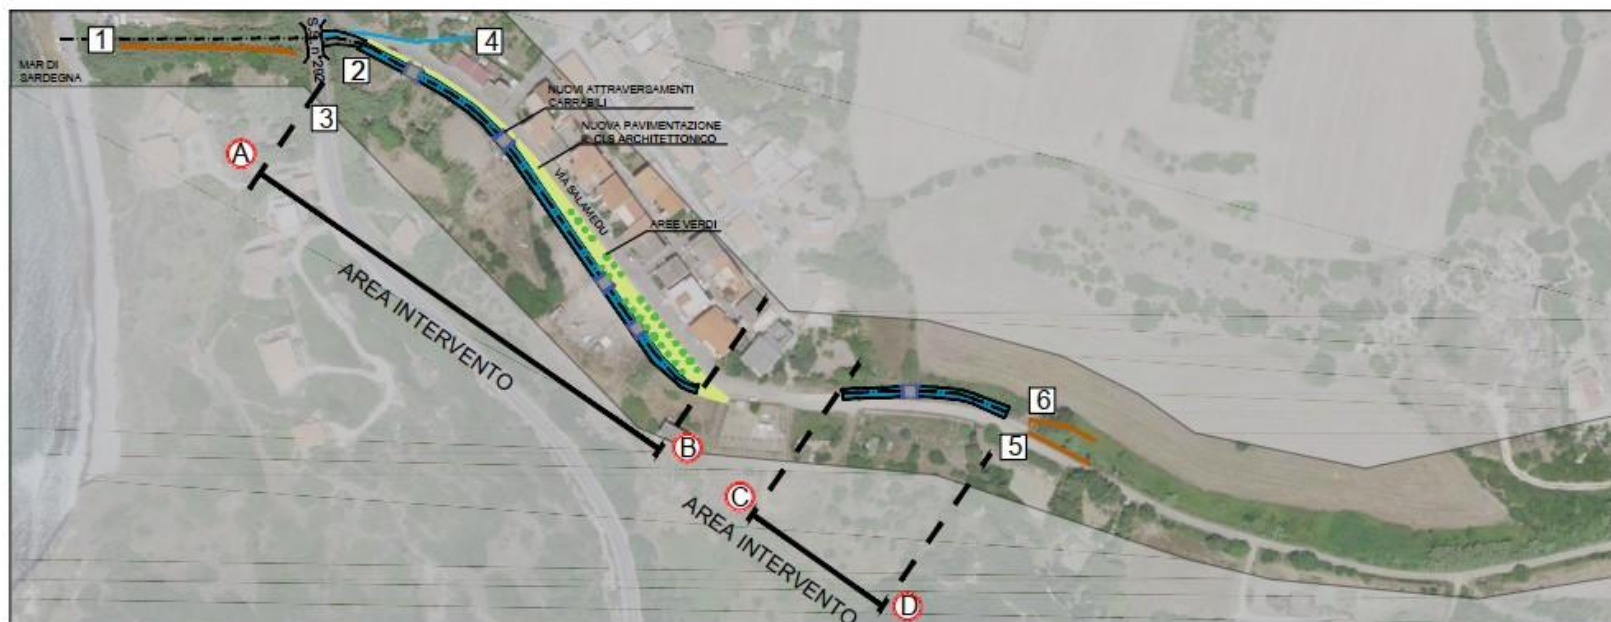 1
S.S. n°292
4
MAR DI
SARDEGNA
2
NUOVI ATTRAVERSAMENTI
CARRABILI
3
NUOVA PAVIMENTAZIONE
CLS ARCHITETTONICO
A
VIA SALAMEDU
AREE VERDI
AREA INTERVENTO
6
B
5
C
AREA INTERVENTO
D